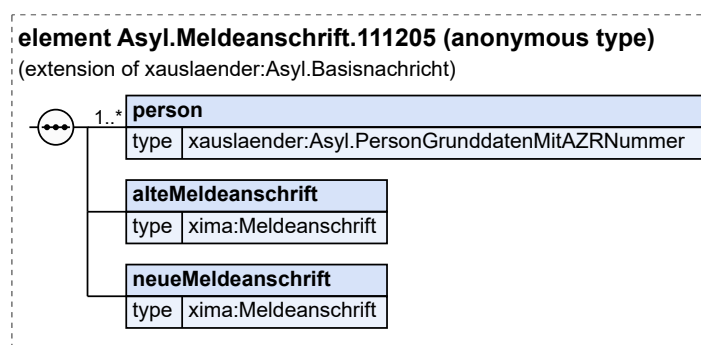 element Asyl.Meldeanschrift.111205 (anonymous type)
(extension of xauslaender:Asyl.Basisnachricht)
1..* person
type xauslaender:Asyl.PersonGrunddatenMitAZRNummer
alteMeldeanschrift
type xima:Meldeanschrift
neueMeldeanschrift
type xima:Meldeanschrift